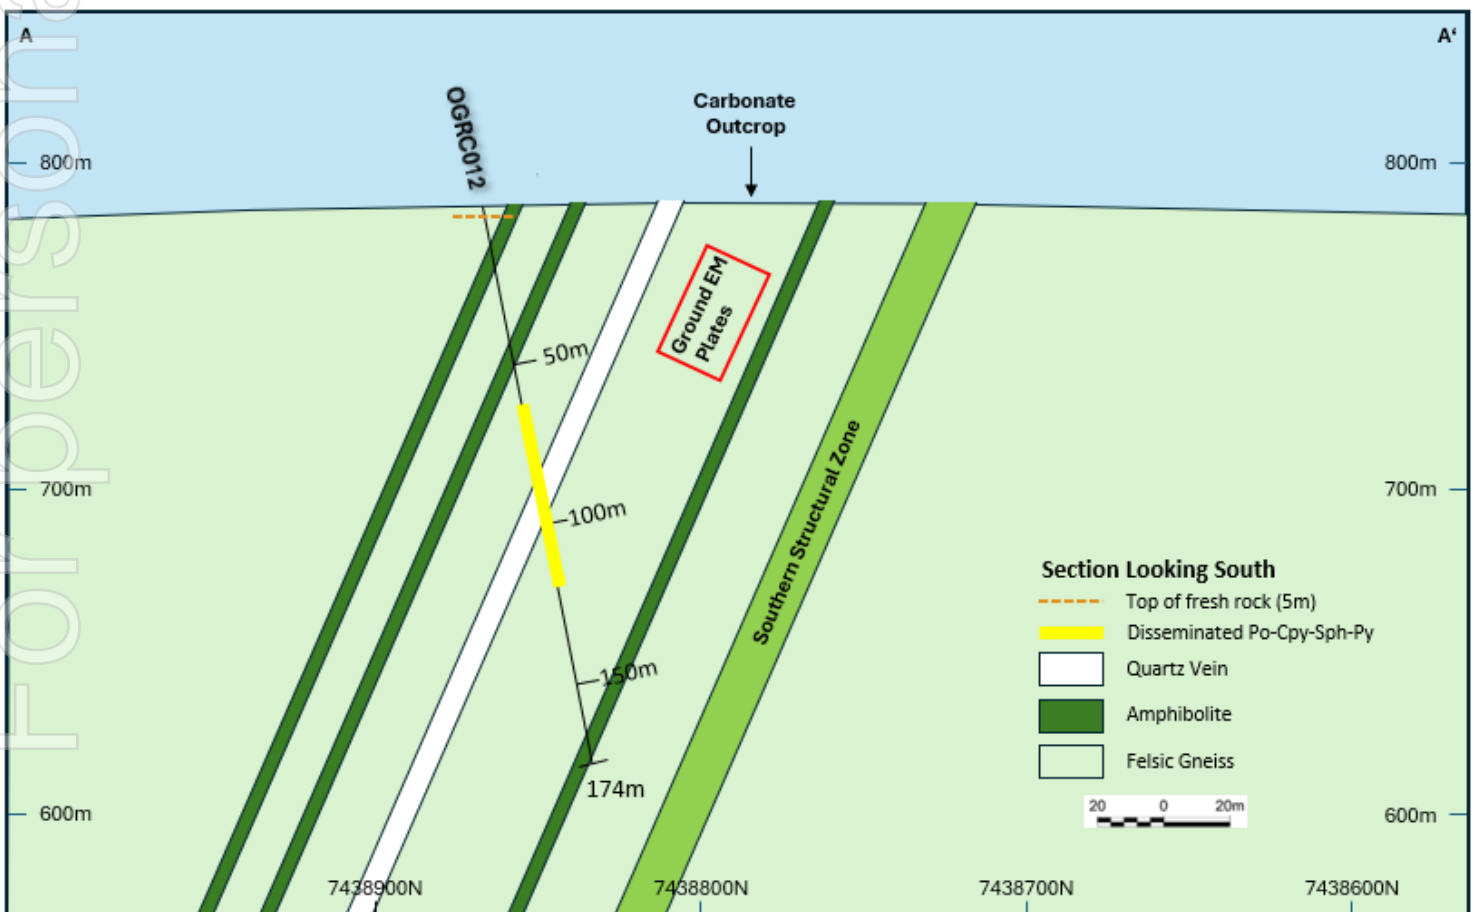 A
A'
For persona
OGRC012
Carbonate
Outcrop
800m
800m
Ground EM
Plates
50m
700m
700m
100m
Southern Structural Zone
150m
174m
Section Looking South
Top of fresh rock (5m)
Disseminated Po-Cpy-Sph-Py
Quartz Vein
Amphibolite
Felsic Gneiss
20 0 20m
600m
600m
7438900N 7438800N 7438700N 7438600N